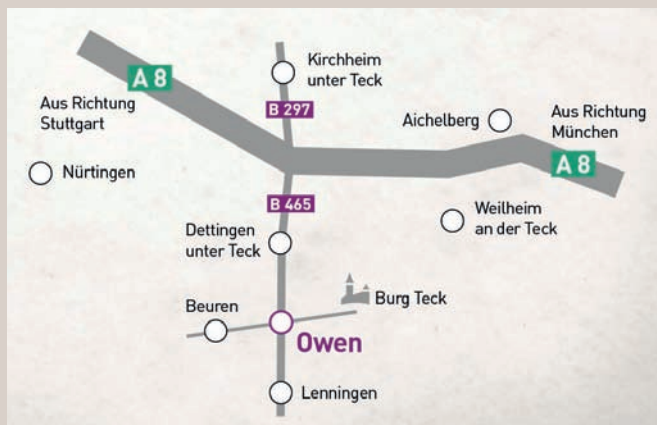 Kirchheim
unter Teck
A 8
B 297
Aus Richtung
Stuttgart
Aichelberg
Aus Richtung
München
A 8
Nürtingen
B 465
Weilheim
an der Teck
Dettingen
unter Teck
Burg Teck
Beuren
Owen
Lenningen